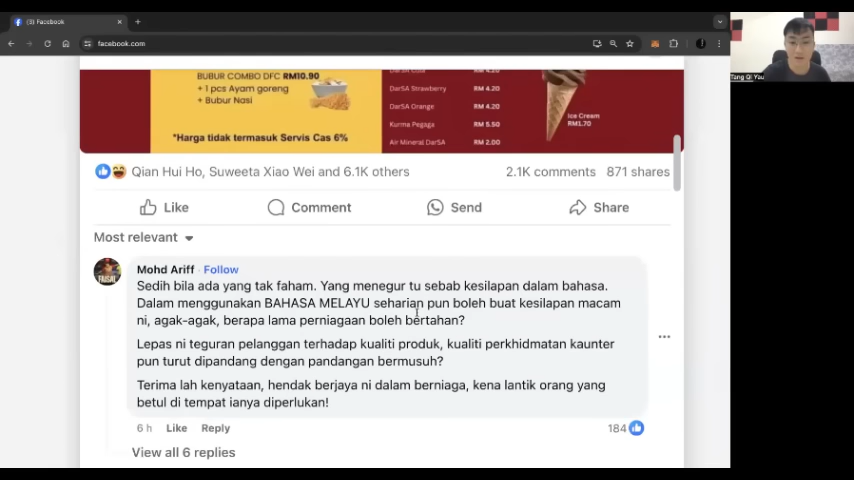 (3) Facebook
facebook.com
Tang Qi Yau
BUBUR COMBO DFC RM10.90
+ 1 pcs Ayam goreng
+ Bubur Nasi
*Harga tidak termasuk Servis Cas 6%
RM 4.20
DarSA Strawberry RM 4.20
DarSA Orange RM 4.20
Kurma Pegaga RM 5.50
Air Mineral DarSA RM 2.00
Ice Cream
RM1.70
Qian Hui Ho, Suweeta Xiao Wei and 6.1K others 2.1K comments 871 shares
Like Comment Send Share
Most relevant
FAISAL
Mohd Ariff · Follow
Sedih bila ada yang tak faham. Yang menegur tu sebab kesilapan dalam bahasa.
Dalam menggunakan BAHASA MELAYU seharian pun boleh buat kesilapan macam
ni, agak-agak, berapa lama perniagaan boleh bertahan?
Lepas ni teguran pelanggan terhadap kualiti produk, kualiti perkhidmatan kaunter
pun turut dipandang dengan pandangan bermusuh?
Terima lah kenyataan, hendak berjaya ni dalam berniaga, kena lantik orang yang
betul di tempat ianya diperlukan!
6 h Like Reply 184
View all 6 replies